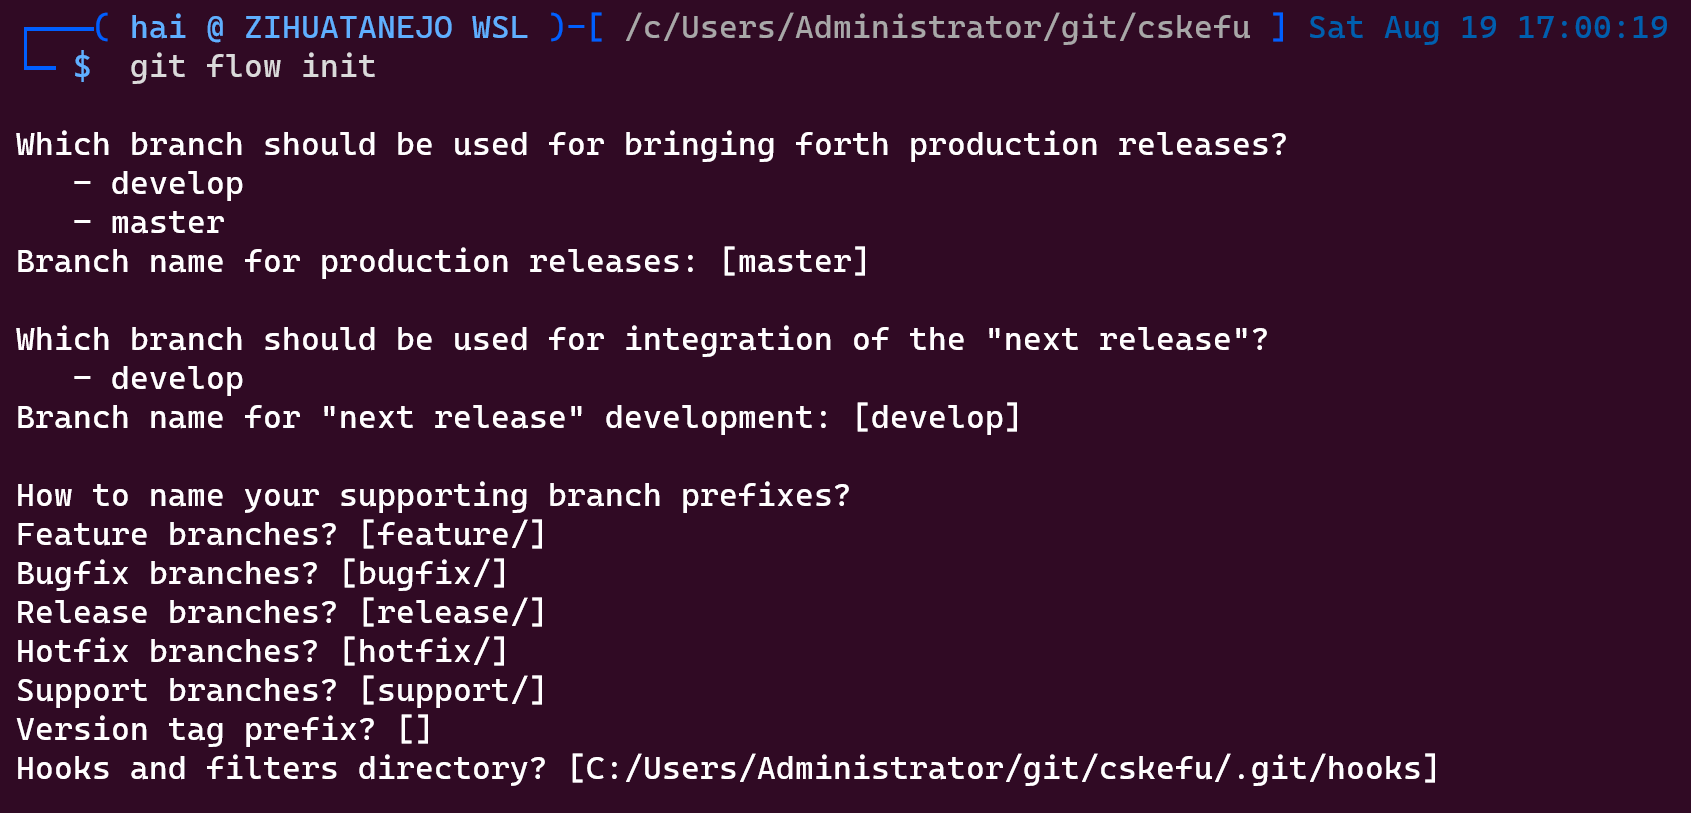 ( hai @ ZIHUATANEJO WSL )-[ /c/Users/Administrator/git/cskefu ] Sat Aug 19 17:00:19
$ git flow init
Which branch should be used for bringing forth production releases?
- develop
- master
Branch name for production releases: [master]
Which branch should be used for integration of the "next release"?
- develop
Branch name for "next release" development: [develop]
How to name your supporting branch prefixes?
Feature branches? [feature/]
Bugfix branches? [bugfix/]
Release branches? [release/]
Hotfix branches? [hotfix/]
Support branches? [support/]
Version tag prefix? []
Hooks and filters directory? [C:/Users/Administrator/git/cskefu/.git/hooks]